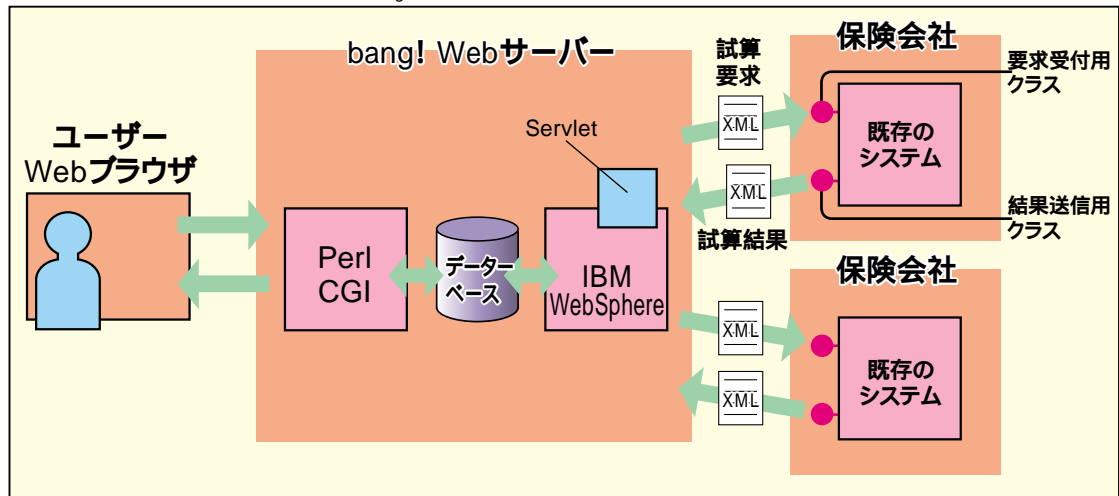 bang! Webサーバー
ユーザー
Webブラウザ
Perl
CGI
データー
ベース
Servlet
IBM
WebSphere
試算
要求
XML
XML
試算結果
保険会社
既存の
システム
要求受付用
クラス
結果送信用
クラス
XML
XML
保険会社
既存の
システム